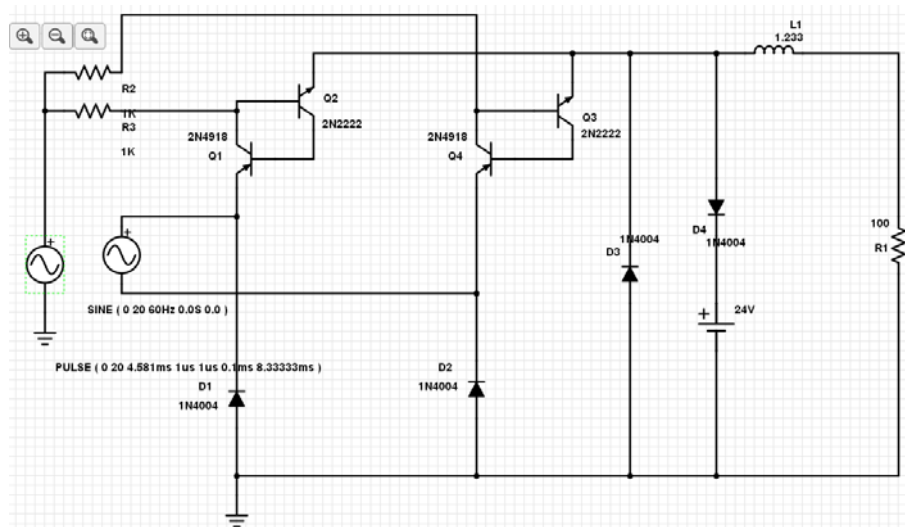 L1
1.233
R2
1K
R3
1K
Q2
2N2222
2N4918
Q1
Q3
2N2222
2N4918
Q4
100
R1
D4
1N4004
1N4004
D3
+
24V
+
+
SINE ( 0 20 60Hz 0.0S 0.0 )
PULSE ( 0 20 4.581ms 1us 1us 0.1ms 8.33333ms )
D1
1N4004
D2
1N4004